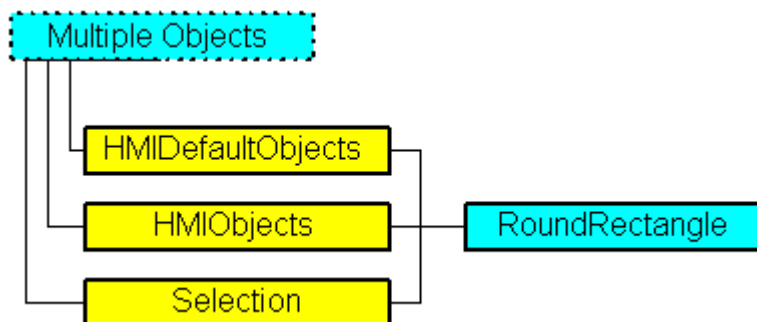 Multiple Objects
HMIDefaultObjects
HMIObjects
RoundRectangle
Selection